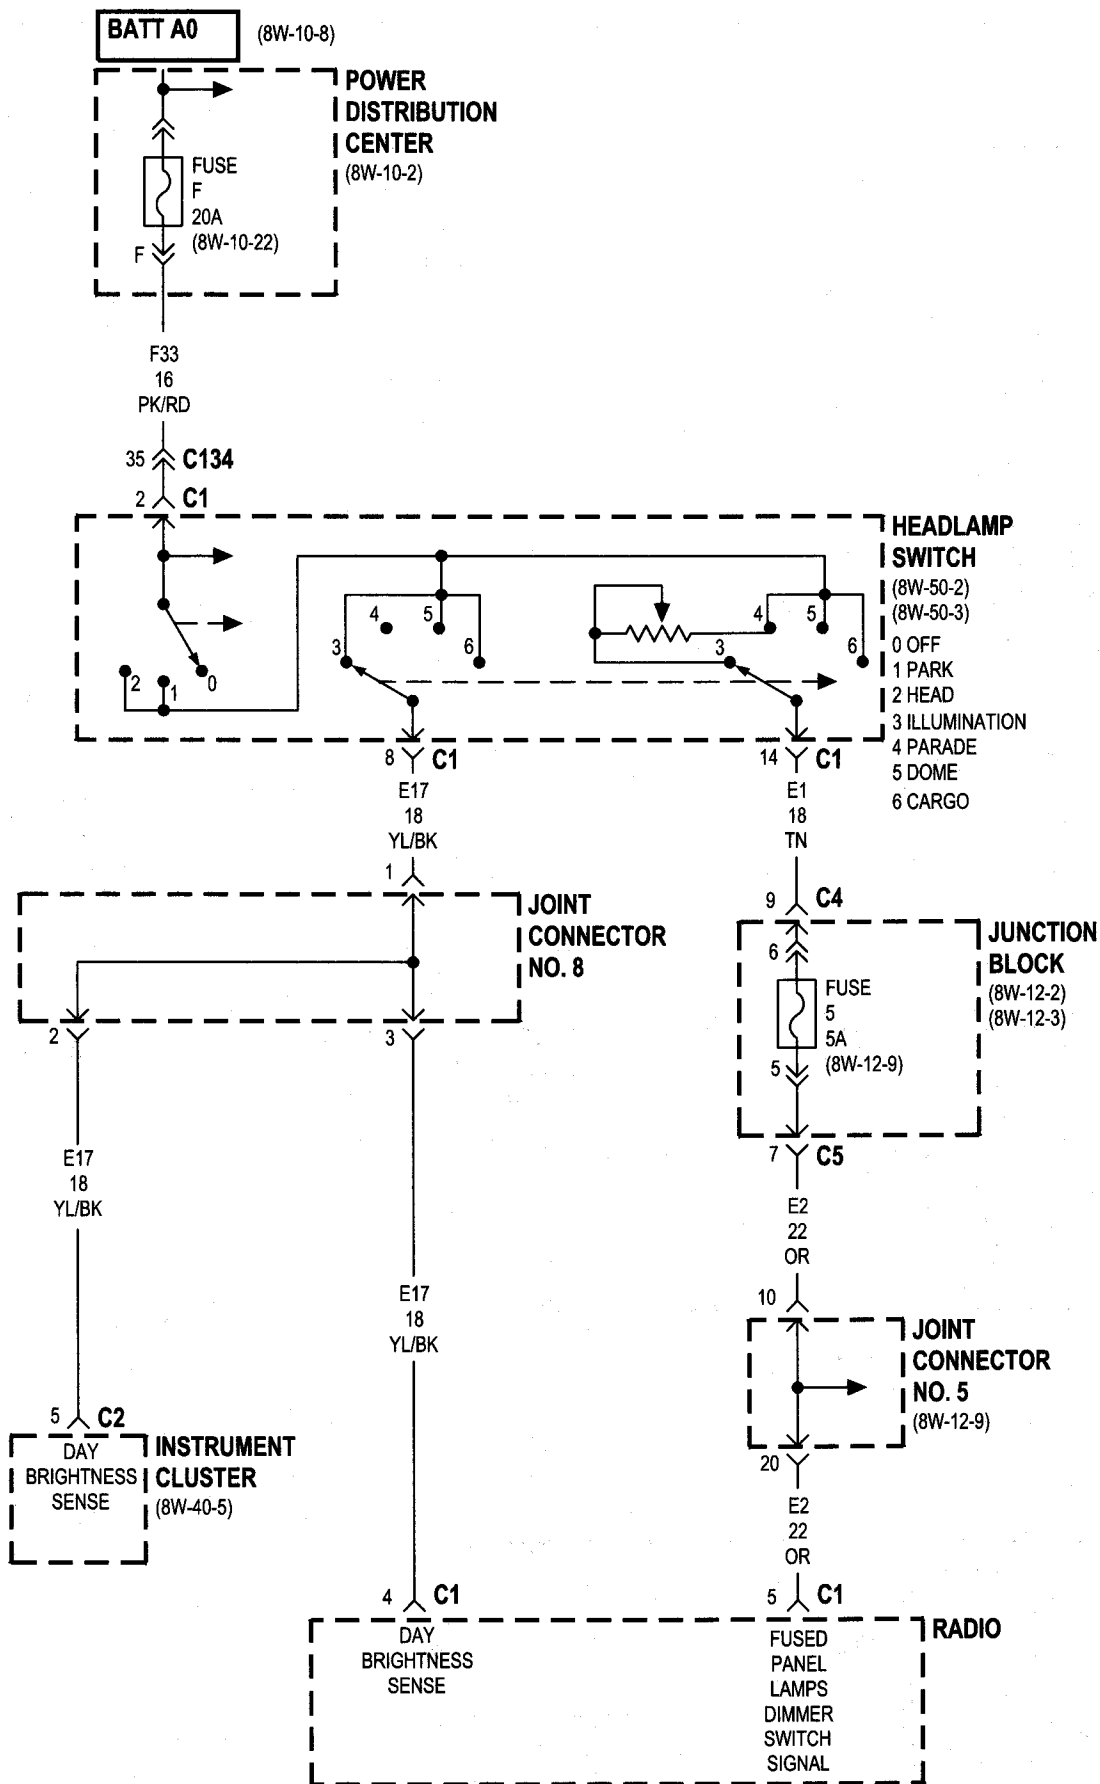 BATT A0
(8W-10-8)
POWER
DISTRIBUTION
CENTER
(8W-10-2)
FUSE
F
20A
(8W-10-22)
F
F33
16
PK/RD
35 C134
2 C1
HEADLAMP
SWITCH
(8W-50-2)
(8W-50-3)
0 OFF
1 PARK
2 HEAD
3 ILLUMINATION
4 PARADE
5 DOME
6 CARGO
2
1
0
3
4
5
6
3
4
5
6
8 C1
E17
18
YL/BK
1
14 C1
E1
18
TN
9 C4
JOINT
CONNECTOR
NO. 8
2
3
JUNCTION
BLOCK
(8W-12-2)
(8W-12-3)
6
FUSE
5
5A
(8W-12-9)
5
7 C5
E2
22
OR
E17
18
YL/BK
E17
18
YL/BK
10
JOINT
CONNECTOR
NO. 5
(8W-12-9)
20
E2
22
OR
5 C2
DAY
BRIGHTNESS
SENSE
INSTRUMENT
CLUSTER
(8W-40-5)
4 C1
5 C1
RADIO
DAY
BRIGHTNESS
SENSE
FUSED
PANEL
LAMPS
DIMMER
SWITCH
SIGNAL